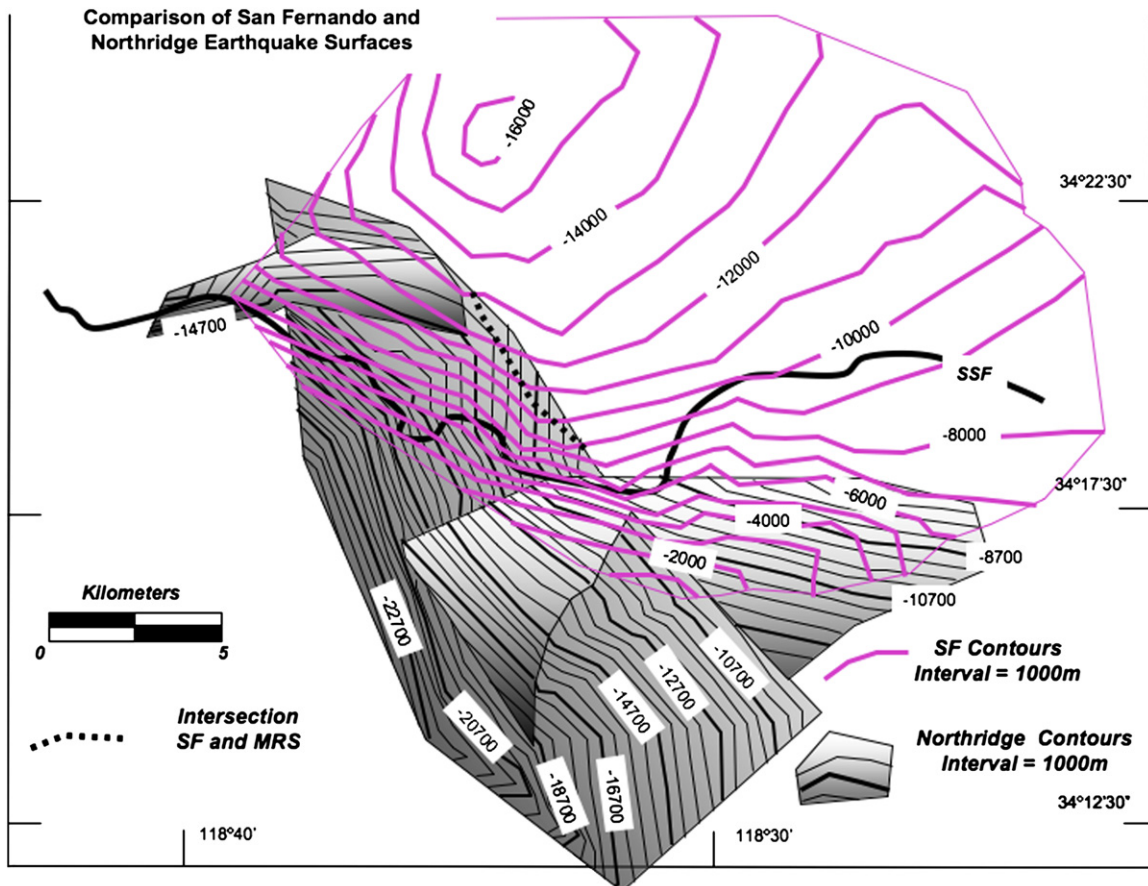 Comparison of San Fernando and
Northridge Earthquake Surfaces
-16000
34°22'30"
-14000
-12000
-14700
-10000
SSF
-8000
34°17'30"
-6000
-4000
-2000
-8700
-10700
Kilometers
0 5
-22700
SF Contours
Interval = 1000m
-10700
-12700
-14700
Intersection
SF and MRS
-20700
Northridge Contours
Interval = 1000m
-18700
-16700
34°12'30"
118°40'
118°30'